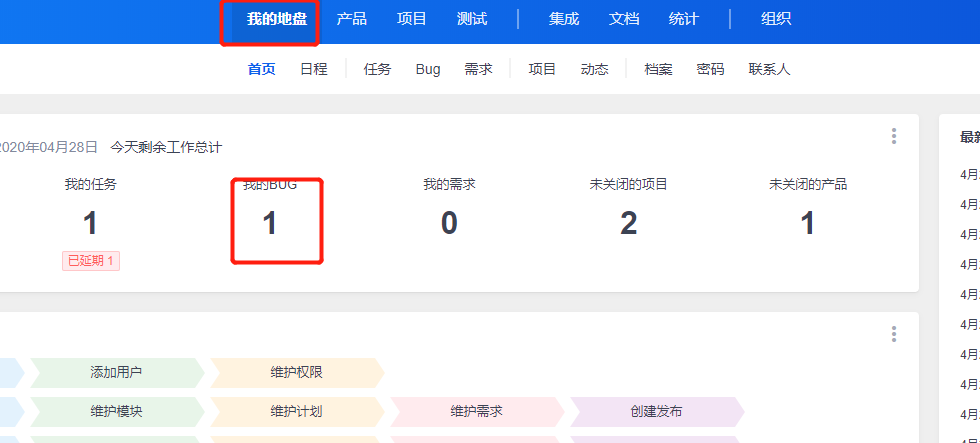 我的地盘 产品 项目 测试 集成 文档 统计 组织
首页 日程 任务 Bug 需求 项目 动态 档案 密码 联系人
2020年04月28日 今天剩余工作总计
我的任务 我的BUG 我的需求 未关闭的项目 未关闭的产品
1 1 0 2 1
已延期 1
最新
4月
4月
4月
4月
4月
4月
4月
4月
4月
添加用户 维护权限
维护模块 维护计划 维护需求 创建发布